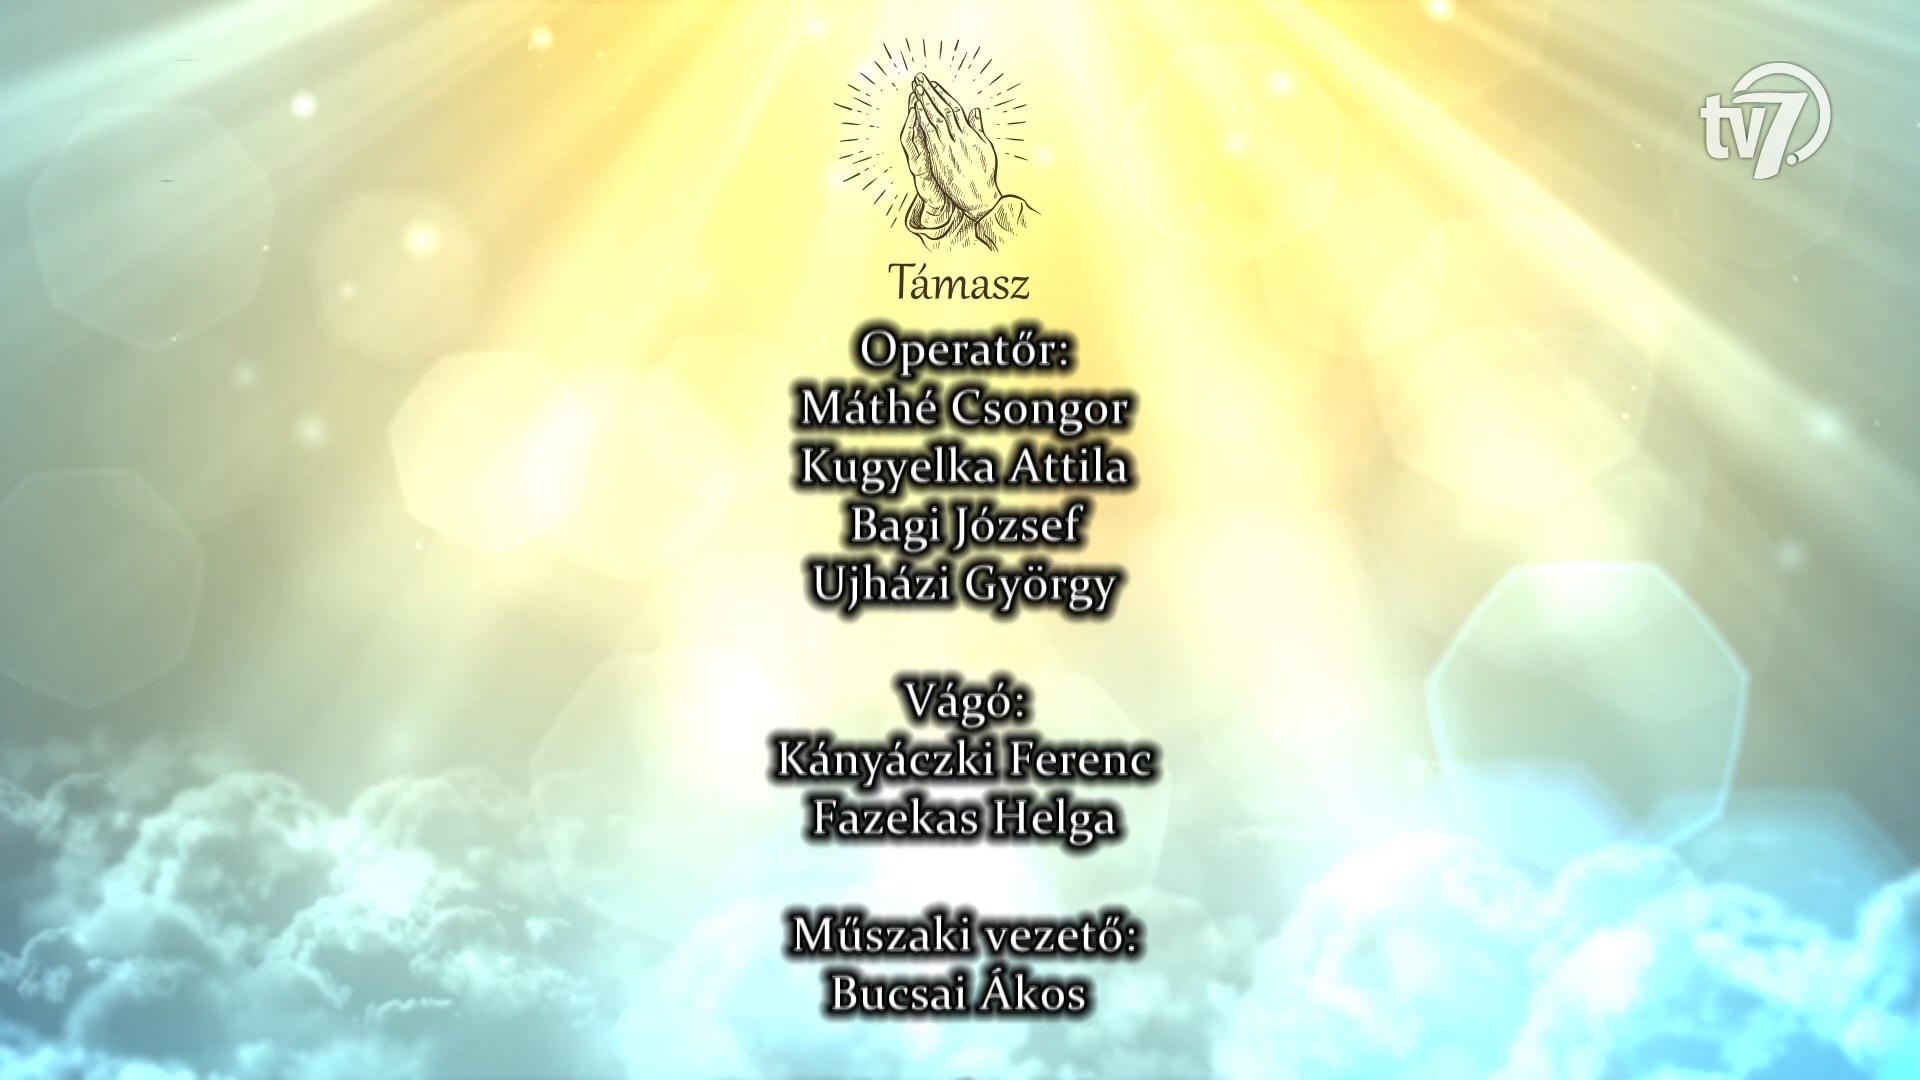 tv7
Támasz
Operatőr:
Máthé Csongor
Kugyelka Attila
Bagi József
Ujházi György
Vágó:
Kányáczki Ferenc
Fazekas Helga
Műszaki vezető:
Bucsai Ákos